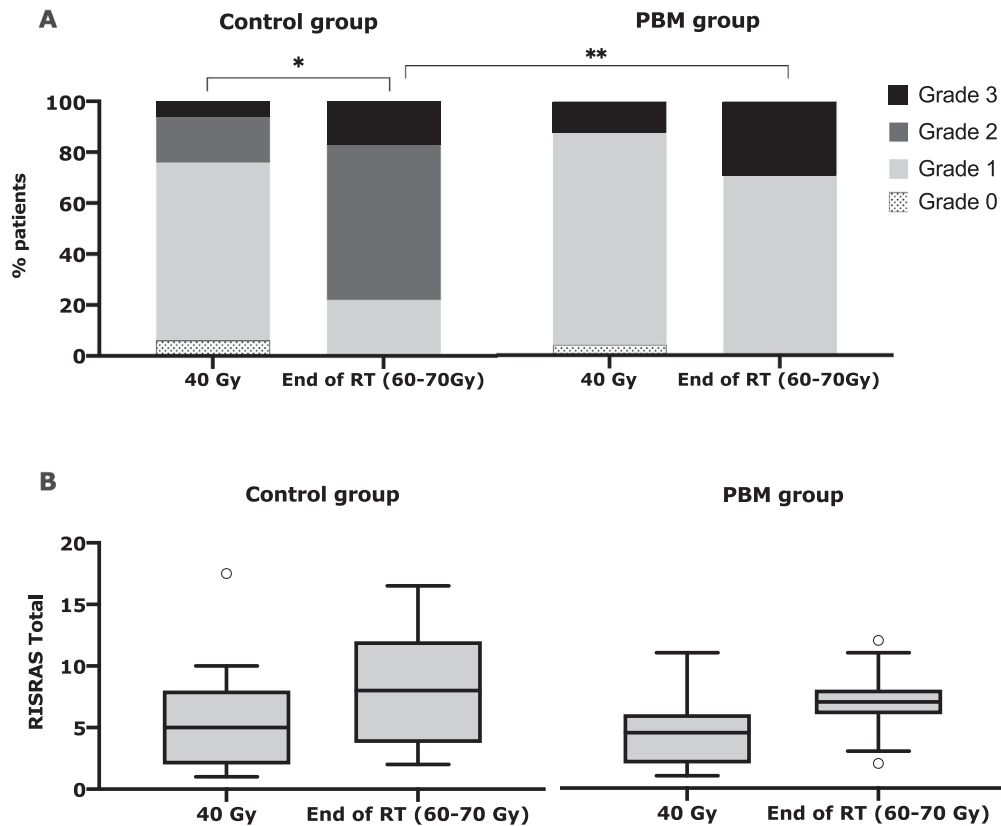 A
Control group
PBM group
*
**
100
80
60
40
20
0
% patients
40 Gy
End of RT (60-70Gy)
40 Gy
End of RT (60-70Gy)
Grade 3
Grade 2
Grade 1
Grade 0
B
Control group
PBM group
20
15
10
5
0
RISRAS Total
40 Gy
End of RT (60-70 Gy)
40 Gy
End of RT (60-70 Gy)